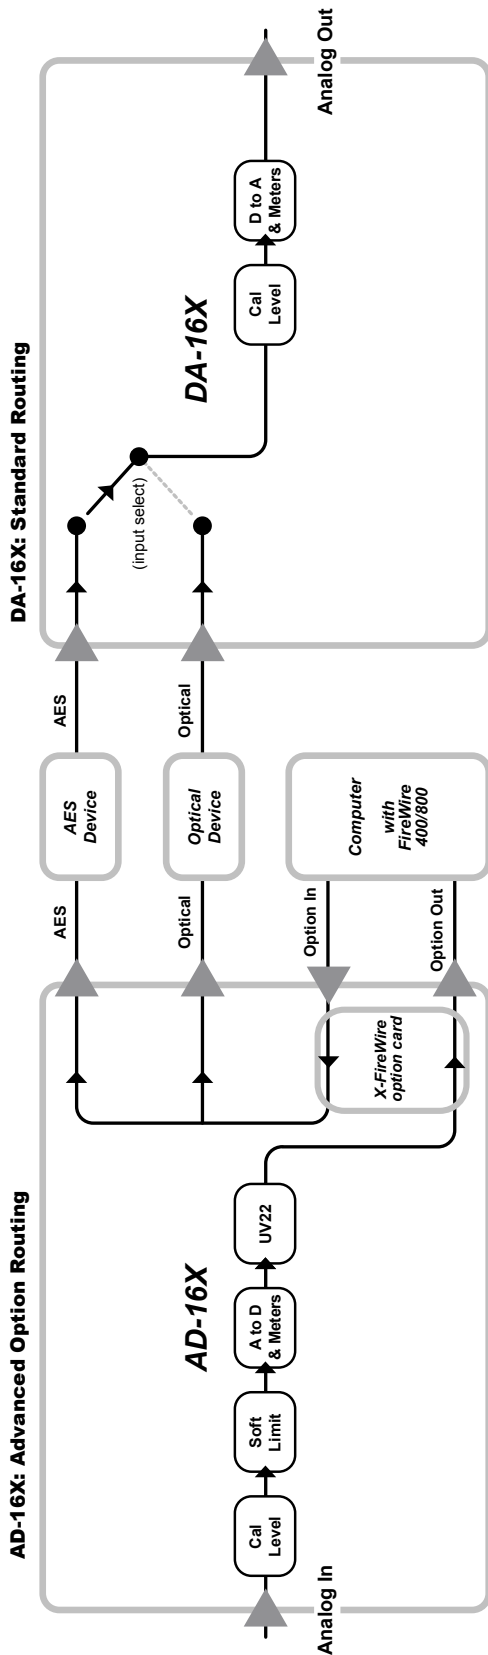 AD-16X: Advanced Option Routing
DA-16X: Standard Routing
AD-16X
Analog In
Cal
Level
Soft
Limit
A to D
& Meters
UV22
X-FireWire
option card
AES
Optical
Option In
Option Out
AES
Device
Optical
Device
Computer
with
FireWire
400/800
AES
Optical
(input select)
DA-16X
Cal
Level
D to A
& Meters
Analog Out